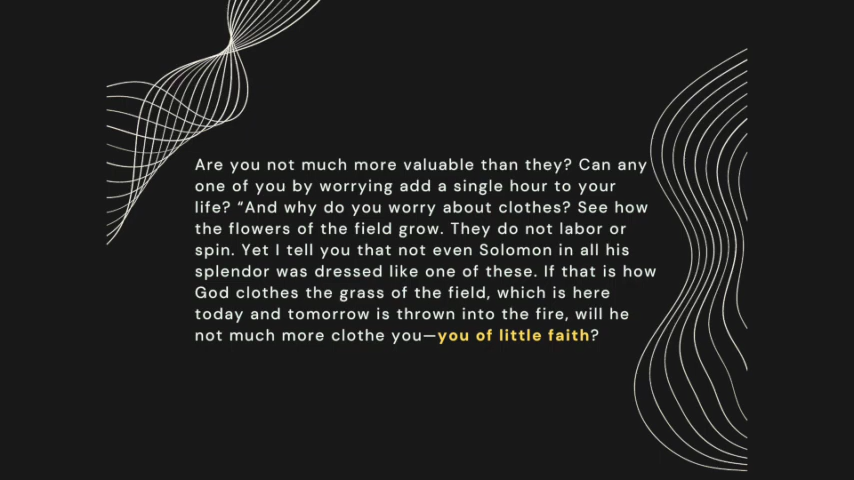 Are you not much more valuable than they? Can any
one of you by worrying add a single hour to your
life? “And why do you worry about clothes? See how
the flowers of the field grow. They do not labor or
spin. Yet I tell you that not even Solomon in all his
splendor was dressed like one of these. If that is how
God clothes the grass of the field, which is here
today and tomorrow is thrown into the fire, will he
not much more clothe you—you of little faith?